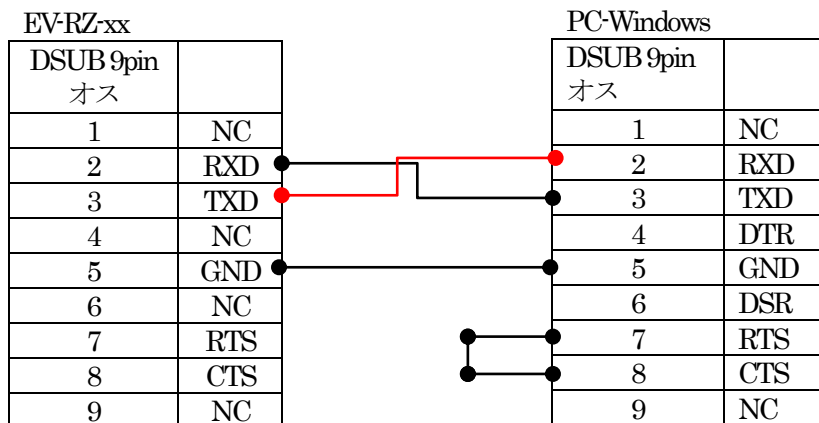 EV-RZ-xx
DSUB 9pin
オス
1 NC
2 RXD
3 TXD
4 NC
5 GND
6 NC
7 RTS
8 CTS
9 NC
PC-Windows
DSUB 9pin
オス
1 NC
2 RXD
3 TXD
4 DTR
5 GND
6 DSR
7 RTS
8 CTS
9 NC